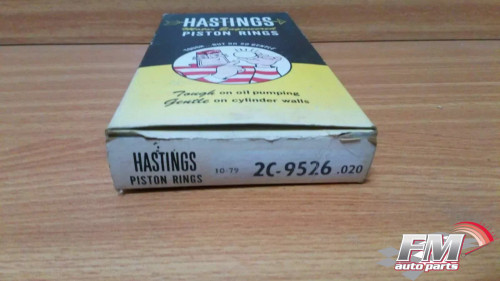 HASTINGS
PISTON RINGS
Tough on oil pumping
Gentle on cylinder walls
HASTINGS
PISTON RINGS
10-79
2C-9526 .020
FM
auto parts